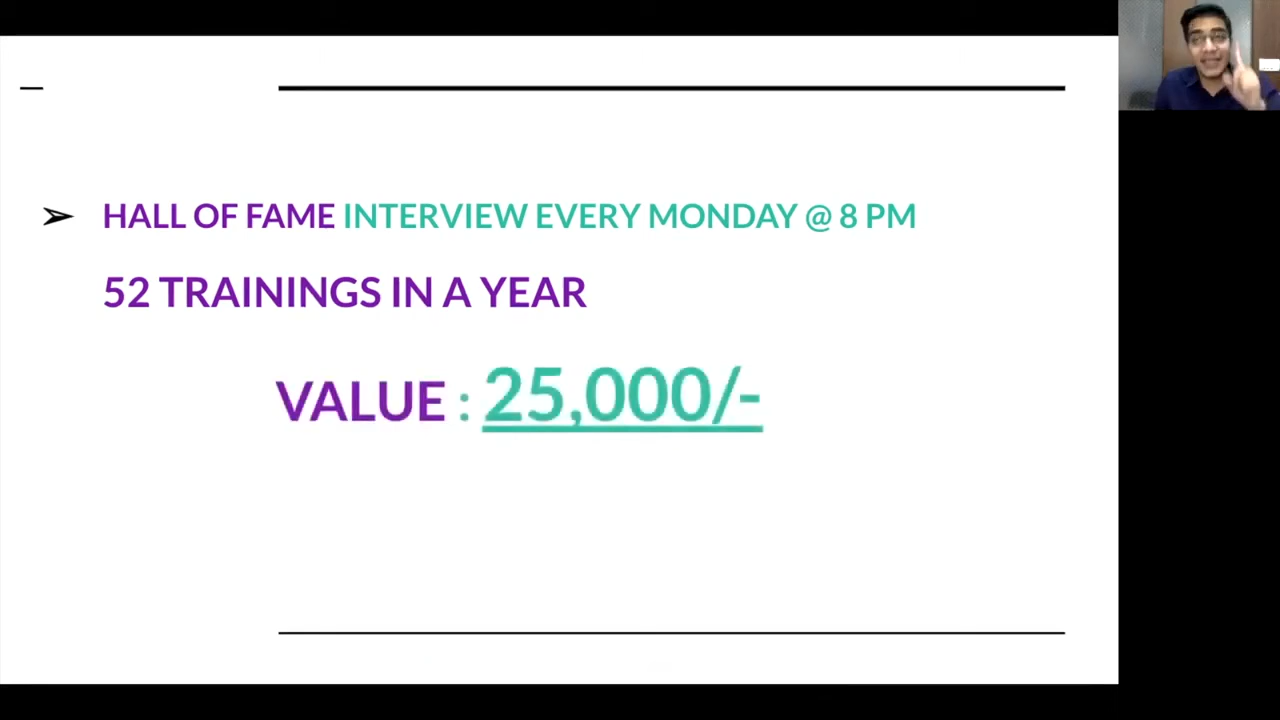 HALL OF FAME INTERVIEW EVERY MONDAY @ 8 PM
52 TRAININGS IN A YEAR
VALUE : 25,000/-